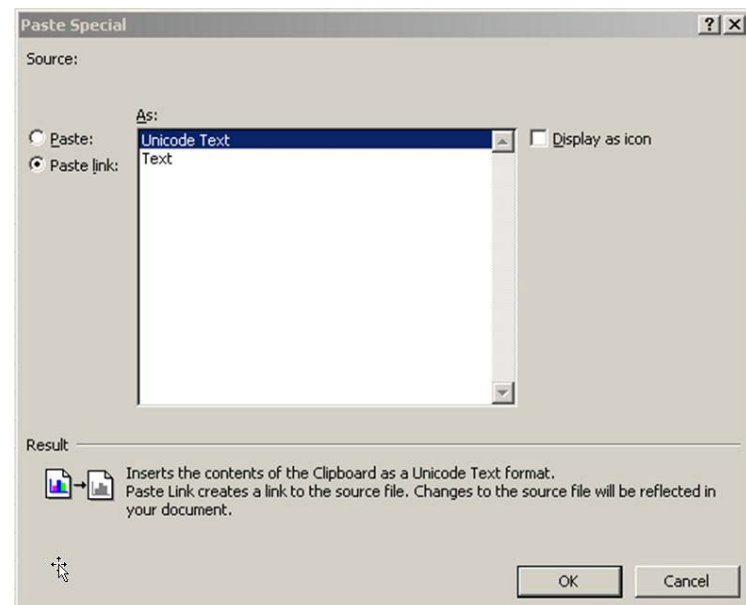 Paste Special
Source:
As:
Paste:
Unicode Text
Display as icon
Paste link:
Text
Result
Inserts the contents of the Clipboard as a Unicode Text format.
Paste Link creates a link to the source file. Changes to the source file will be reflected in
your document.
OK
Cancel